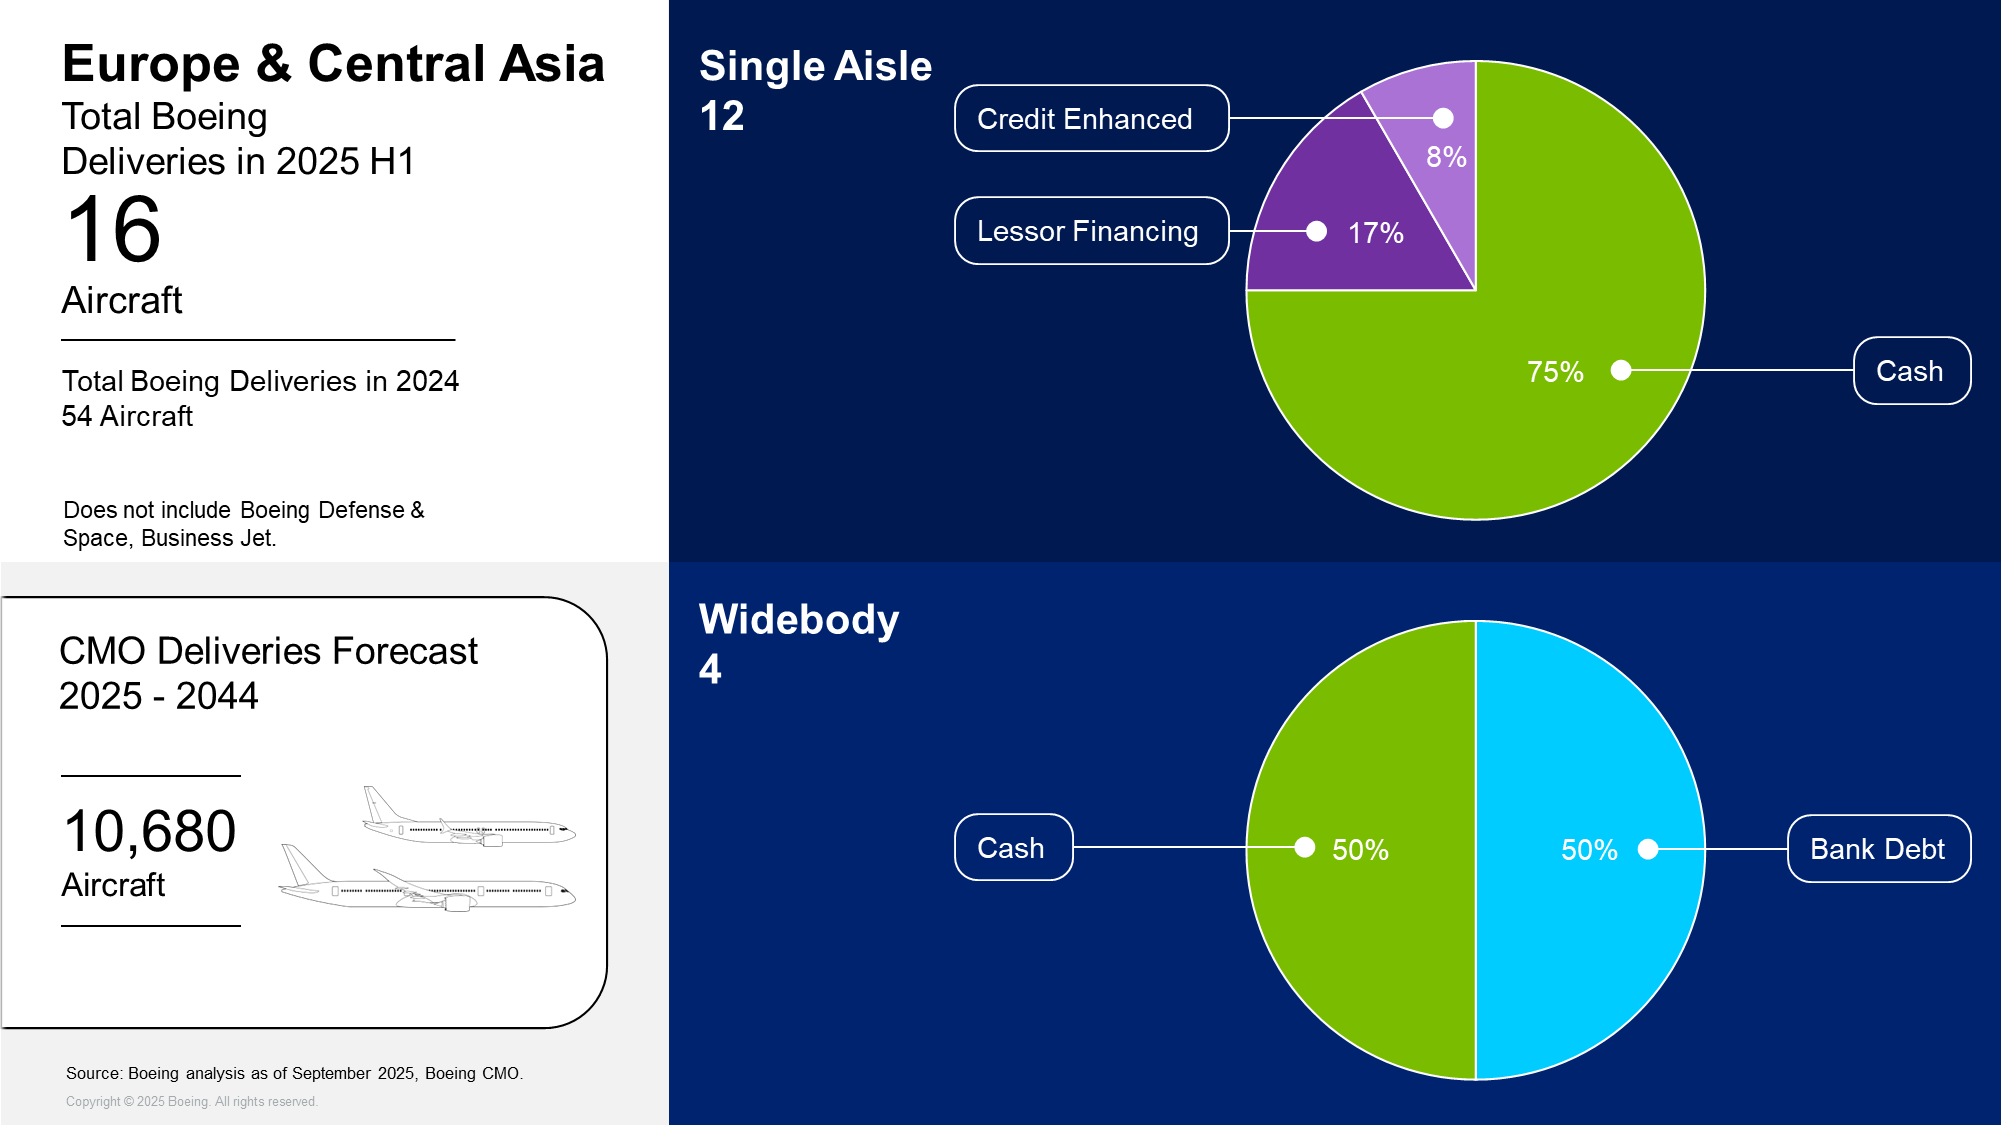 Europe & Central Asia
Total Boeing
Deliveries in 2025 H1
16
Aircraft
Total Boeing Deliveries in 2024
54 Aircraft
Does not include Boeing Defense &
Space, Business Jet.
CMO Deliveries Forecast
2025 - 2044
10,680
Aircraft
Source: Boeing analysis as of September 2025, Boeing CMO.
Copyright © 2025 Boeing. All rights reserved.
Single Aisle
12
Credit Enhanced
8%
Lessor Financing
17%
75%
Cash
Widebody
4
Cash
50%
50%
Bank Debt